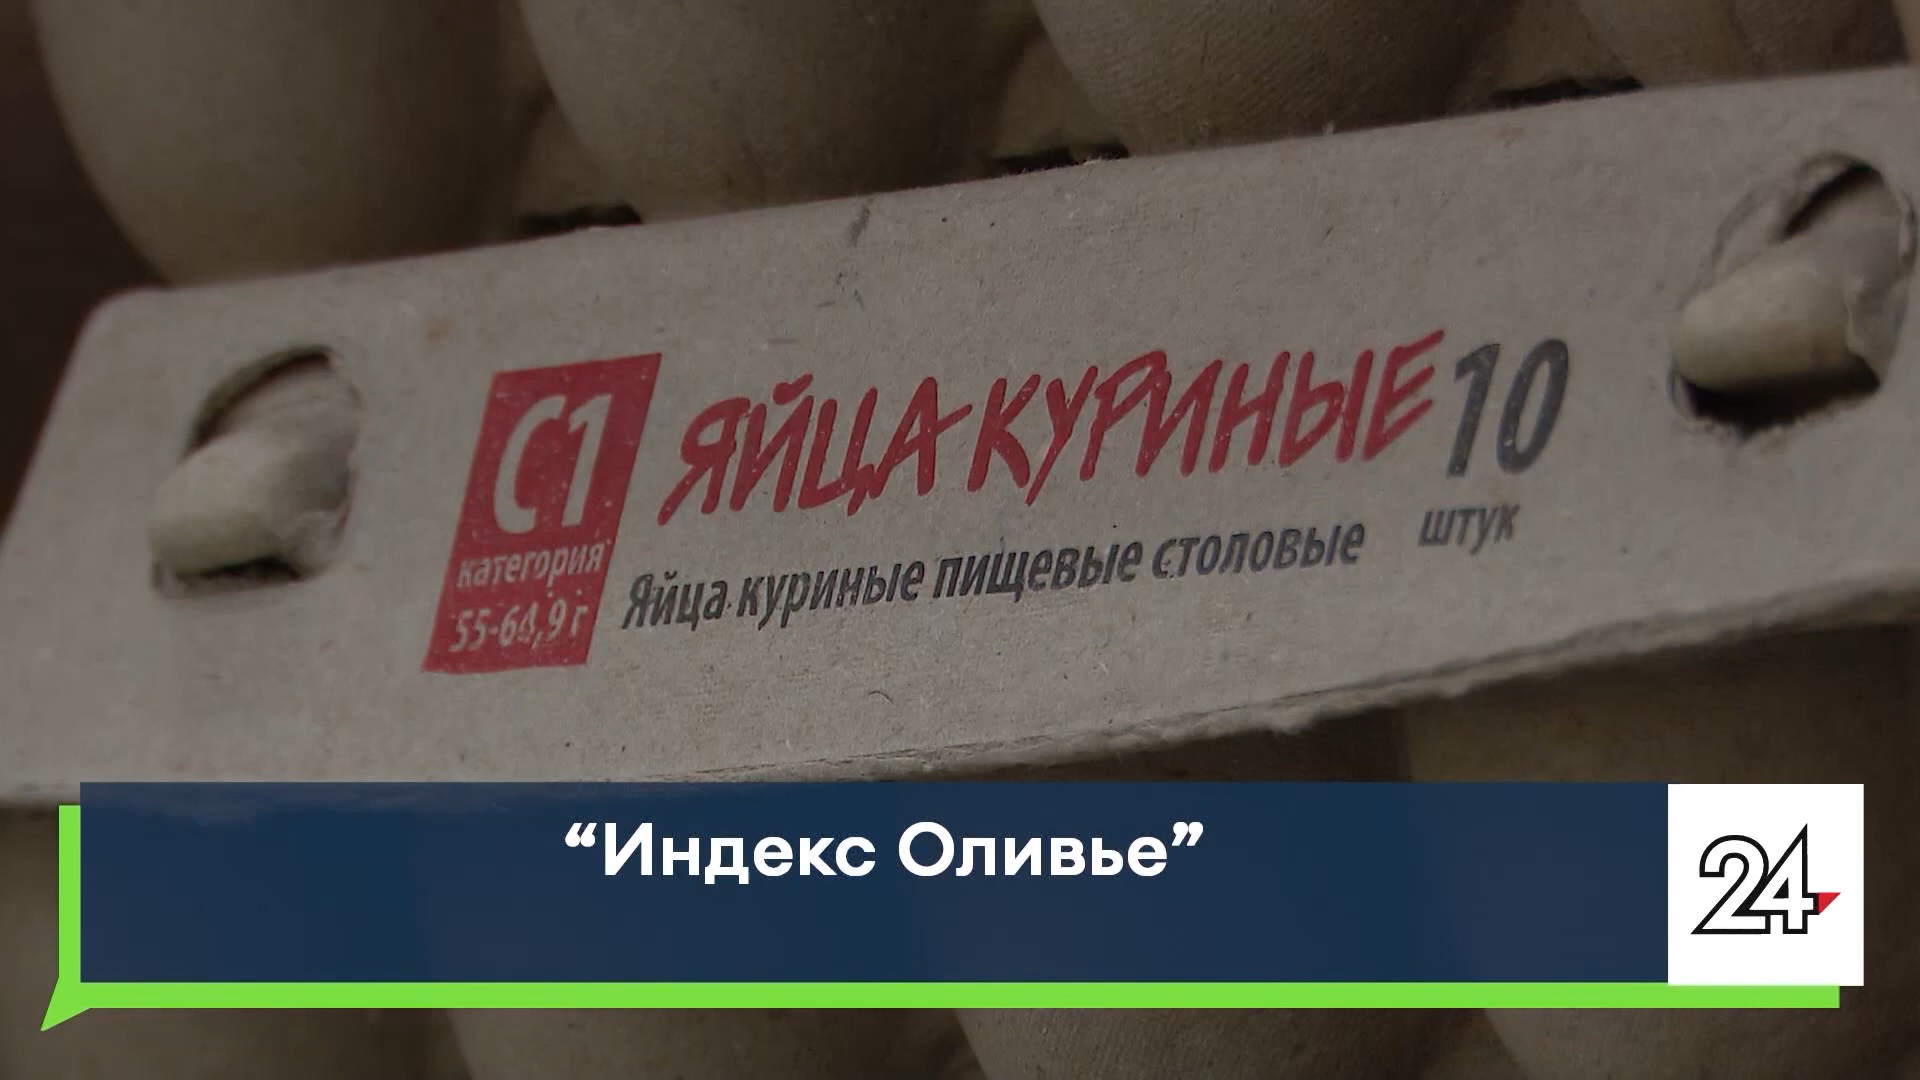 С1
категория
55-64,9 г
ЯЙЦА КУРИНЫЕ 10
штук
Яйца куриные пищевые столовые
“Индекс Оливье”
24